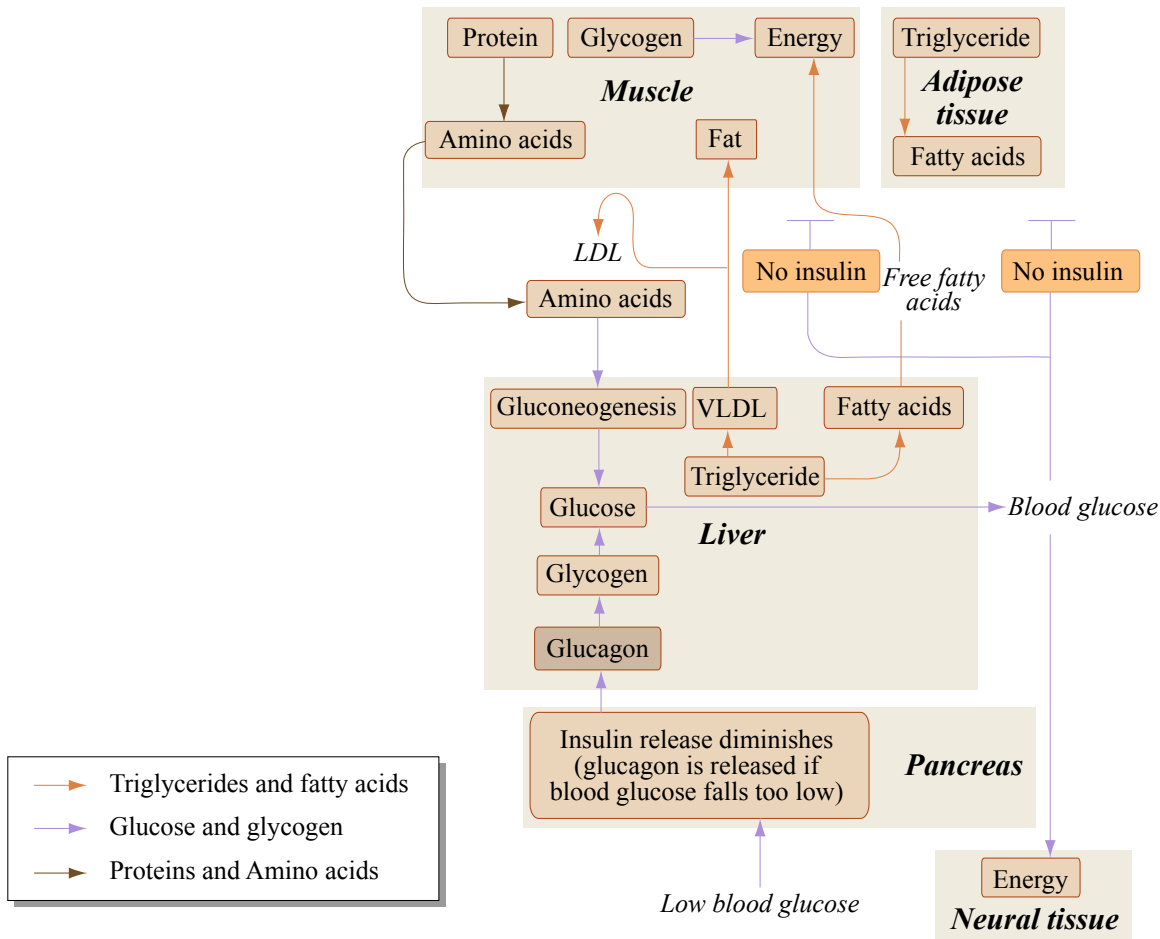 Protein
Glycogen
Energy
Triglyceride
Muscle
Adipose
tissue
Amino acids
Fat
Fatty acids
LDL
No insulin
Free fatty
acids
No insulin
Amino acids
Gluconeogenesis
VLDL
Fatty acids
Triglyceride
Glucose
Blood glucose
Liver
Glycogen
Glucagon
Insulin release diminishes
(glucagon is released if
blood glucose falls too low)
Pancreas
Triglycerides and fatty acids
Glucose and glycogen
Proteins and Amino acids
Low blood glucose
Energy
Neural tissue